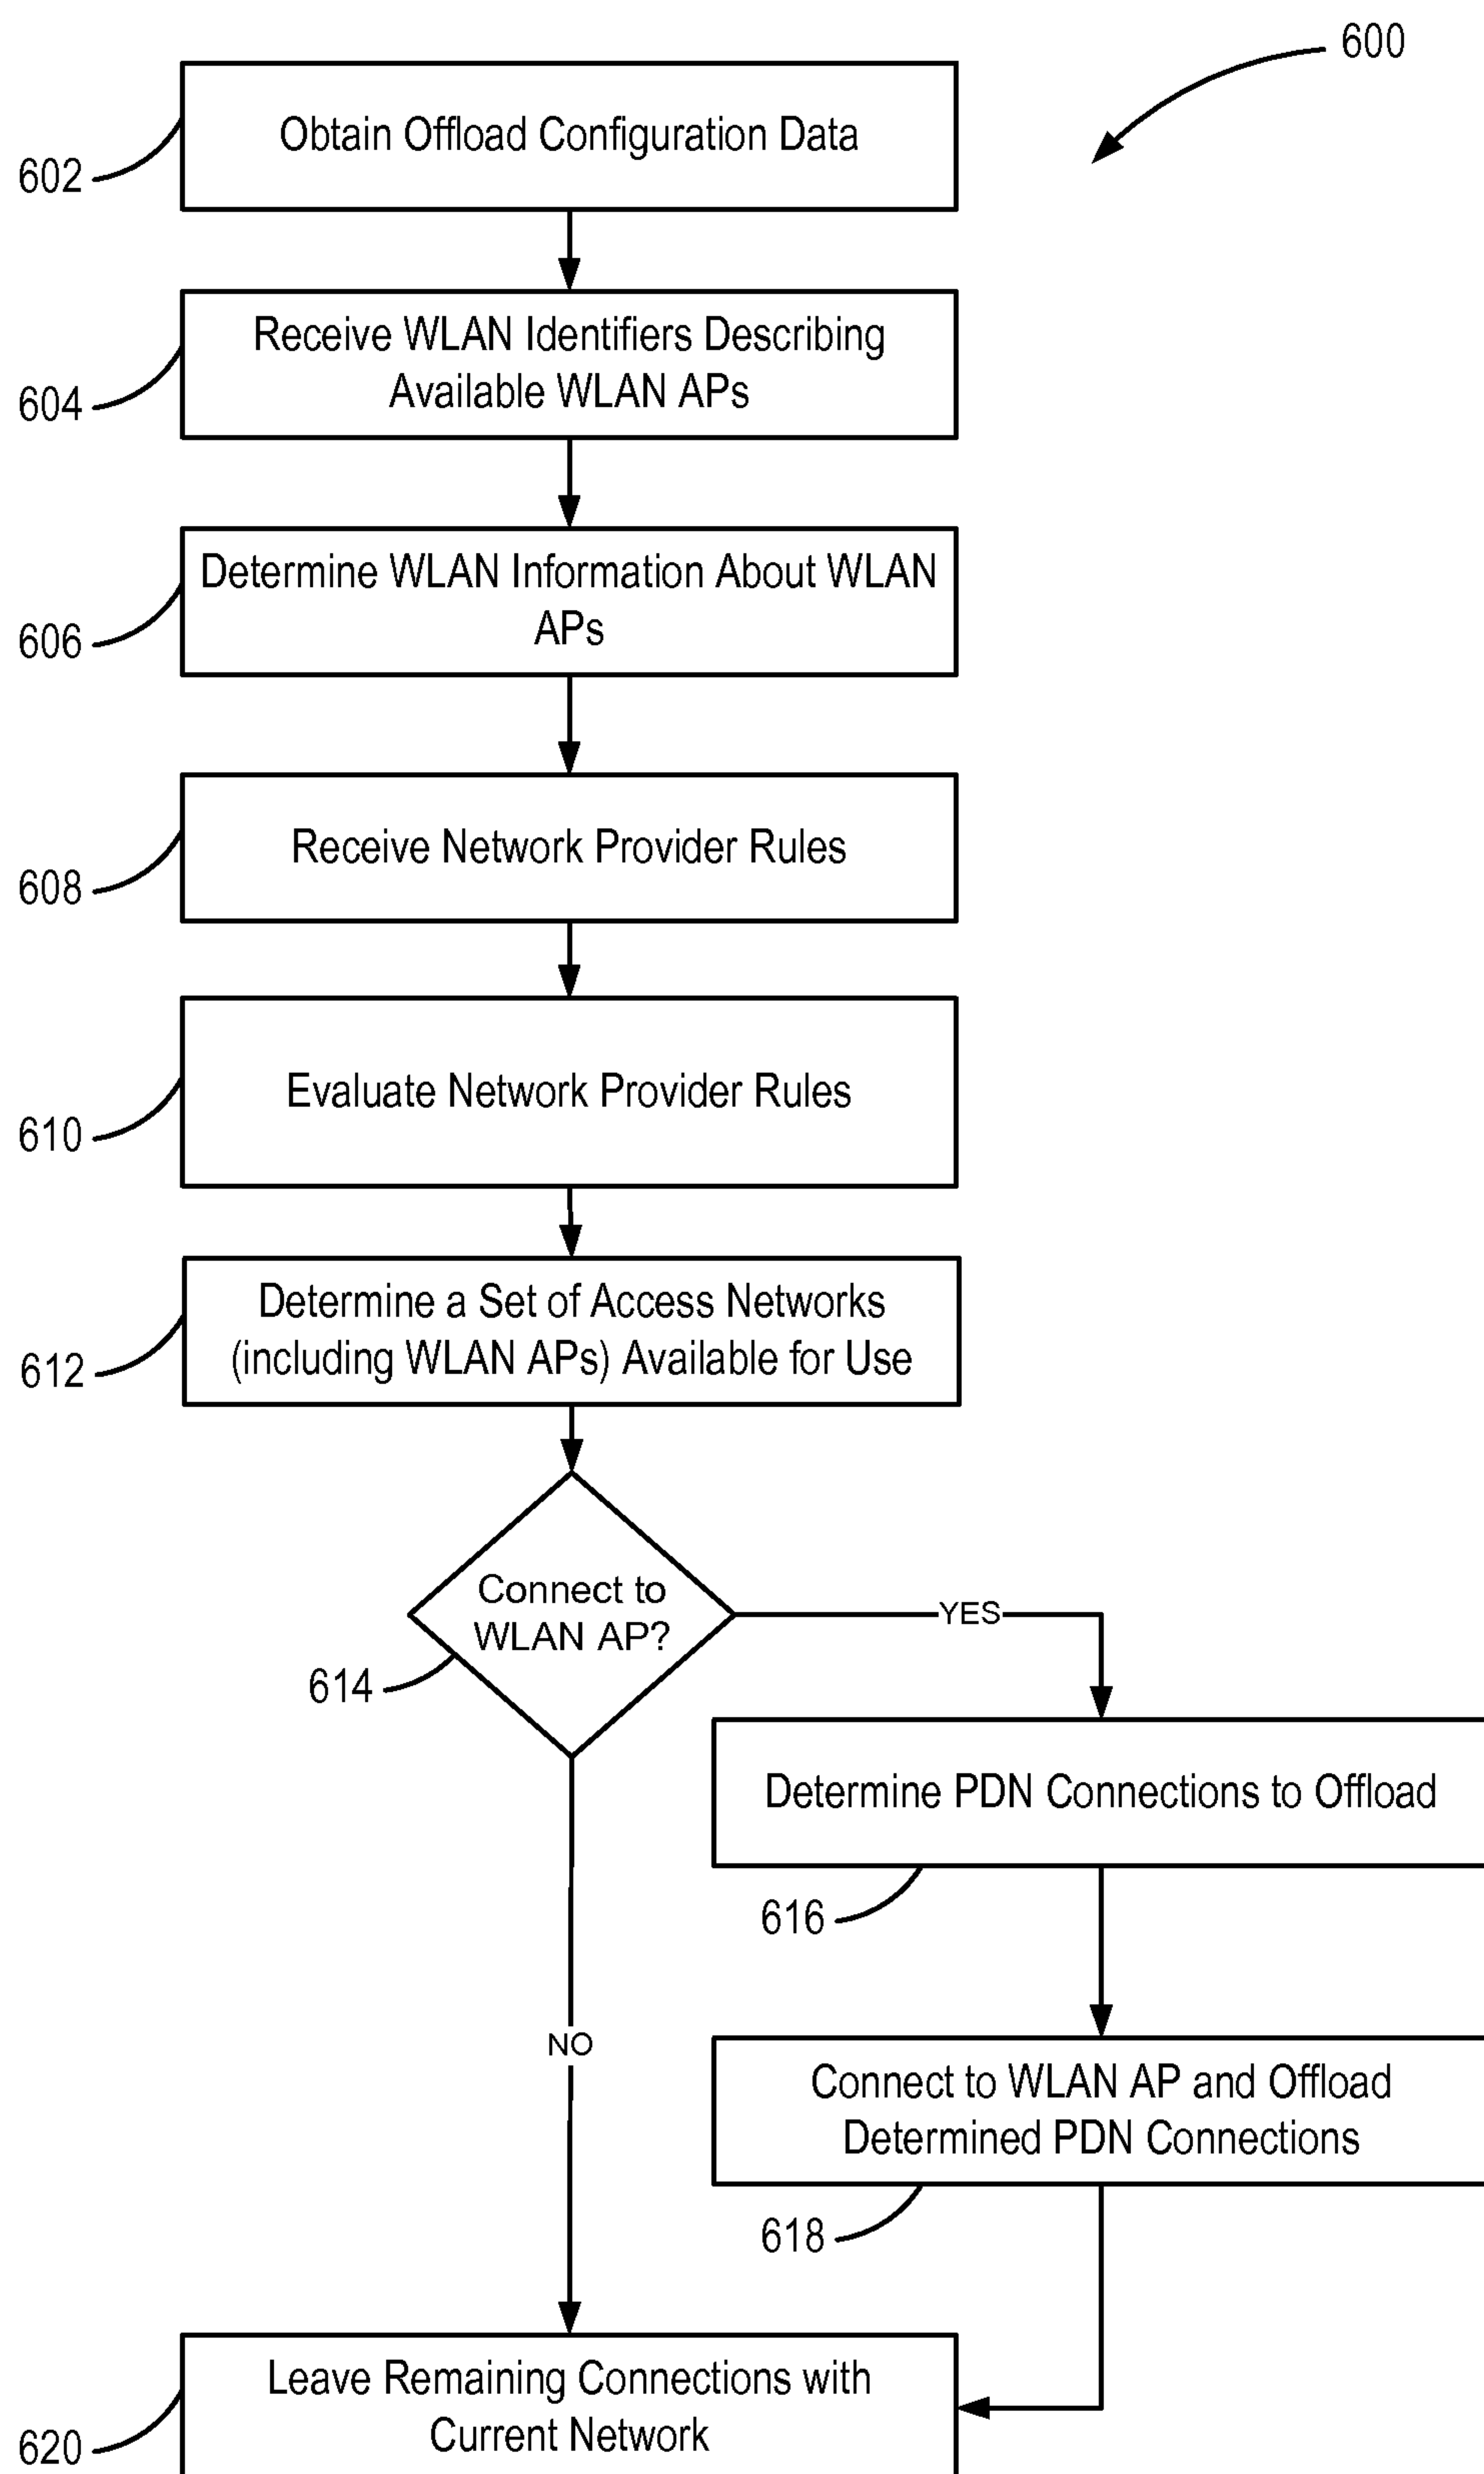 600
Obtain Offload Configuration Data
602
Receive WLAN Identifiers Describing
Available WLAN APs
604
Determine WLAN Information About WLAN
APs
606
Receive Network Provider Rules
608
Evaluate Network Provider Rules
610
Determine a Set of Access Networks
(including WLAN APs) Available for Use
612
Connect to
WLAN AP?
614
YES
Determine PDN Connections to Offload
616
NO
Connect to WLAN AP and Offload
Determined PDN Connections
618
Leave Remaining Connections with
Current Network
620